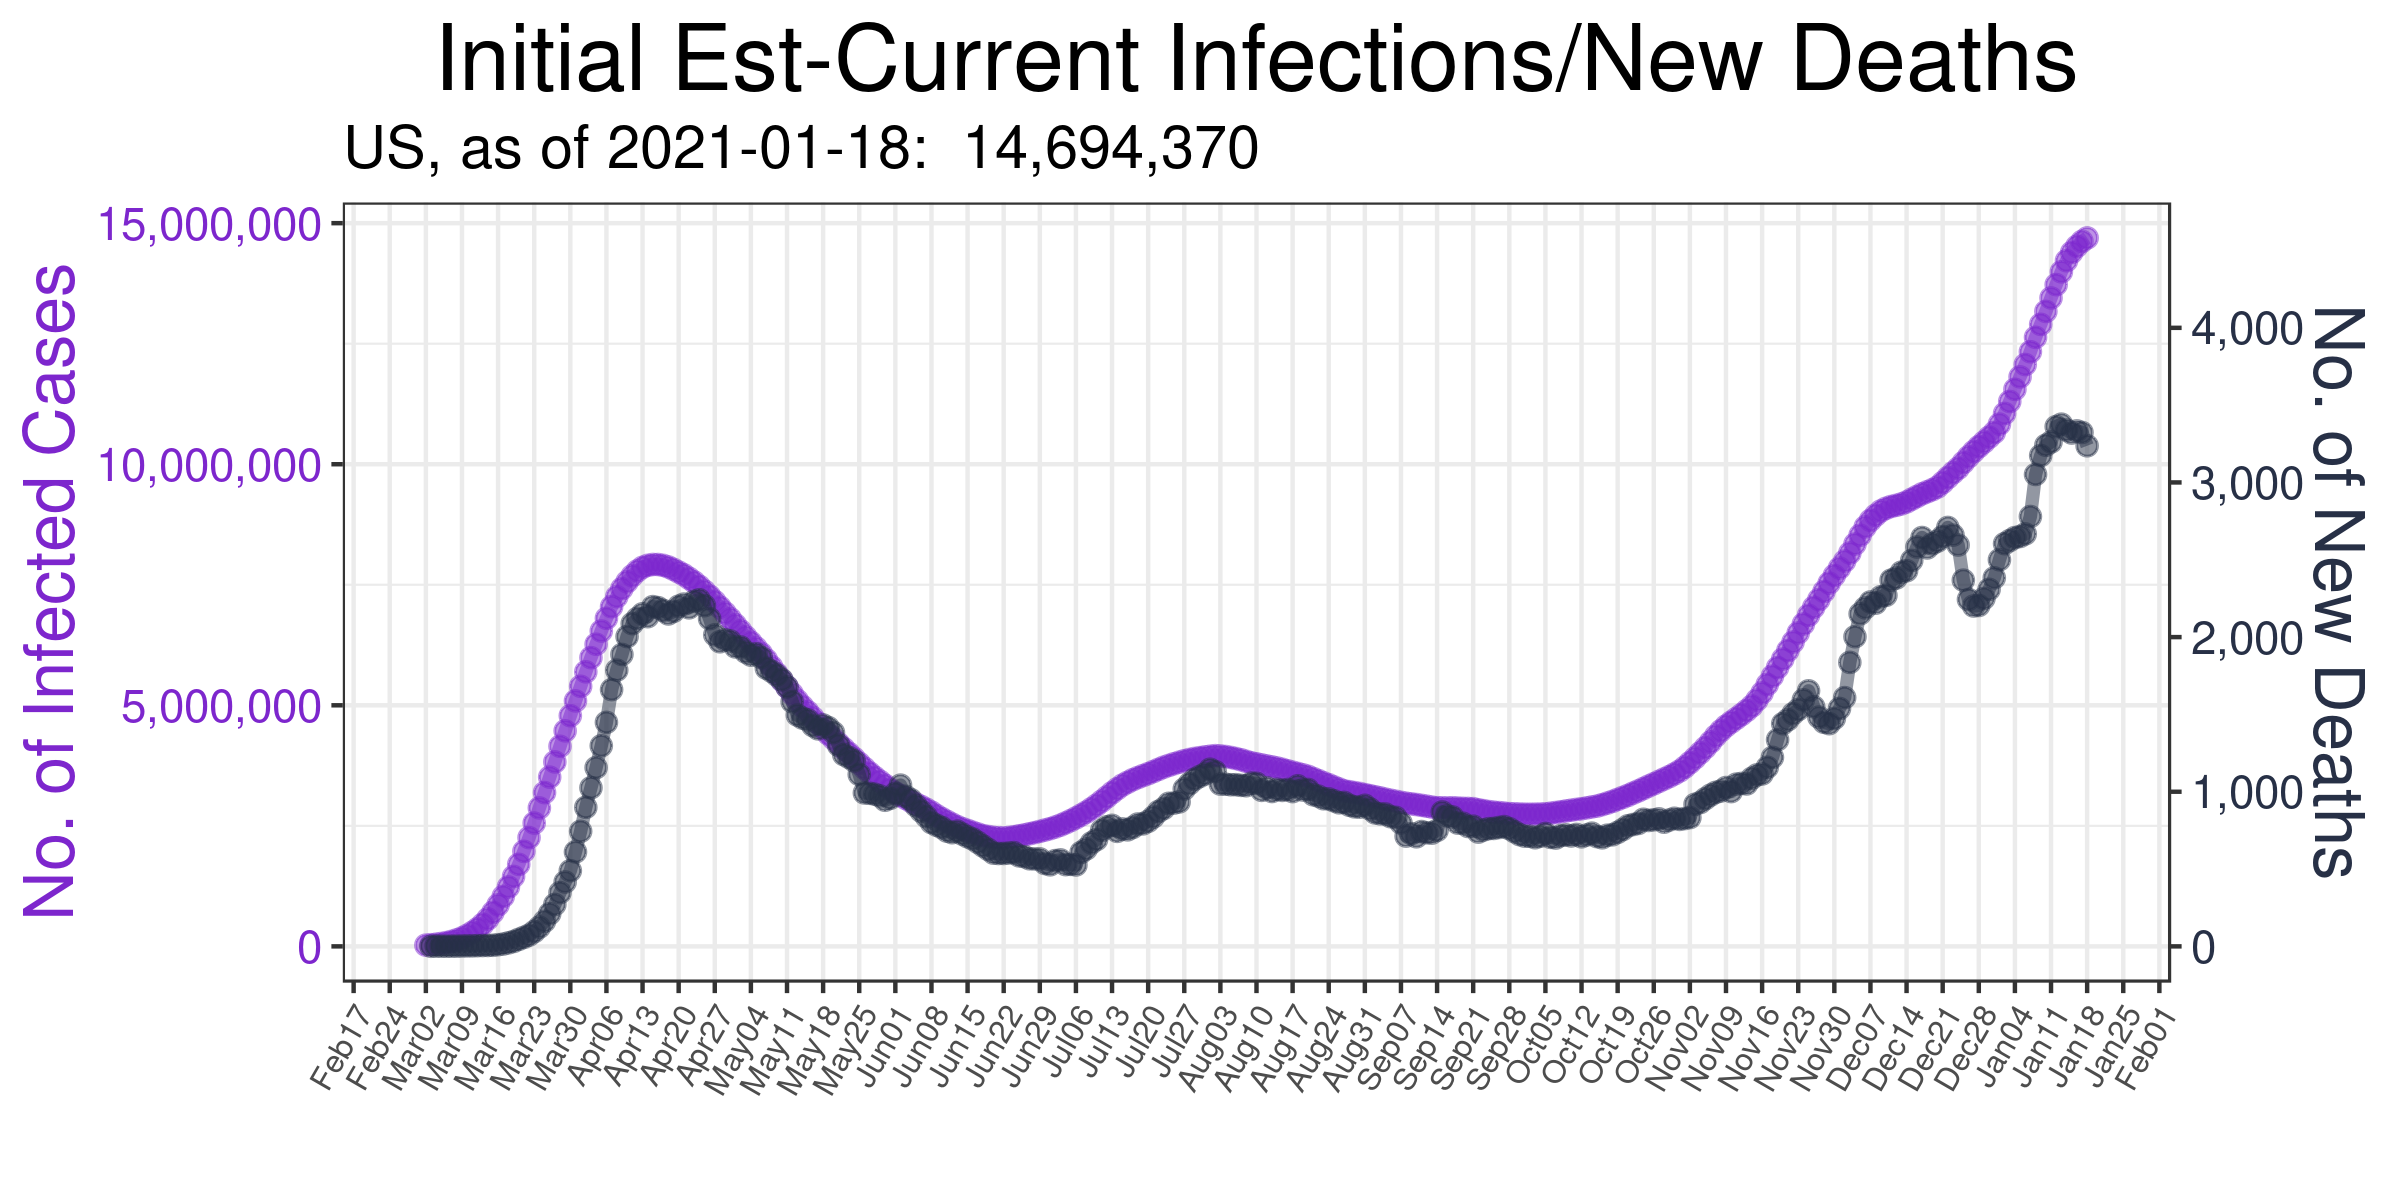 Initial Est-Current Infections/New Deaths
US, as of 2021-01-18: 14,694,370
No. of Infected Cases
15,000,000
10,000,000
5,000,000
0
4,000
3,000
2,000
1,000
0
No. of New Deaths
Feb17
Feb24
Mar02
Mar09
Mar16
Mar23
Mar30
Apr06
Apr13
Apr20
Apr27
May04
May11
May18
May25
Jun01
Jun08
Jun15
Jun22
Jun29
Jul06
Jul13
Jul20
Jul27
Aug03
Aug10
Aug17
Aug24
Aug31
Sep07
Sep14
Sep21
Sep28
Oct05
Oct12
Oct19
Oct26
Nov02
Nov09
Nov16
Nov23
Nov30
Dec07
Dec14
Dec21
Dec28
Jan04
Jan11
Jan18
Jan25
Feb01